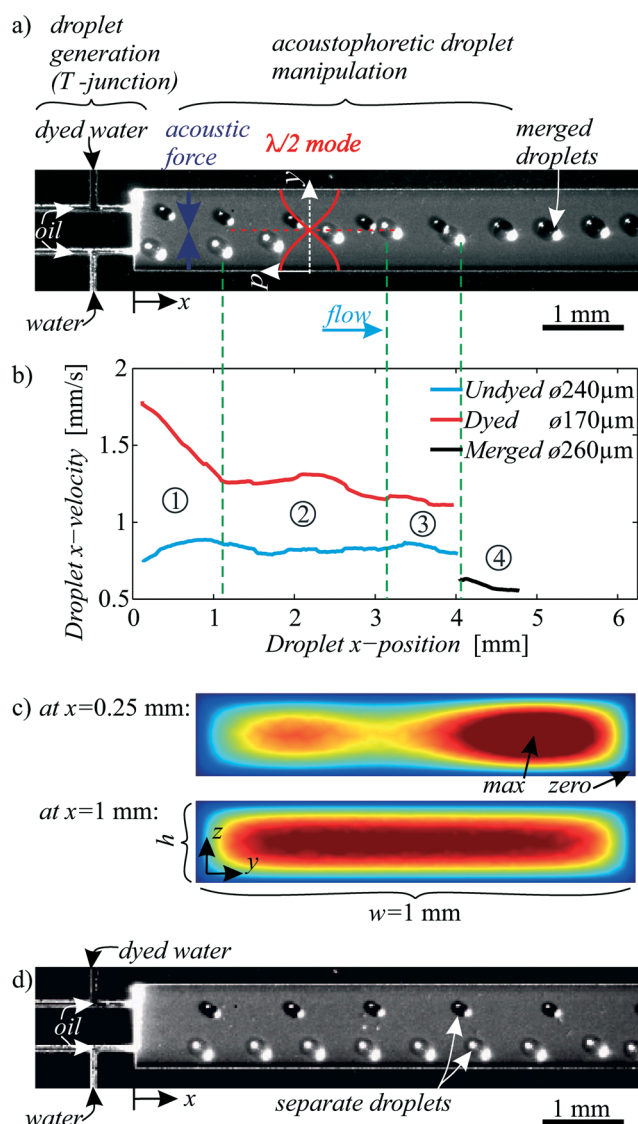 a)
droplet
generation
(T -junction)
acoustophoretic droplet
manipulation
dyed water
acoustic
force
λ/2 mode
merged
droplets
oil
y
p
water
x
flow
1 mm
b)
Droplet x-velocity [mm/s]
2
1.5
1
0.5
Undyed ø240µm
Dyed ø170µm
Merged ø260µm
① ② ③ ④
0 1 2 3 4 5 6
Droplet x−position [mm]
c) at x=0.25 mm:
max zero
at x=1 mm:
h
z
y
w=1 mm
dyed water
d)
oil
water
x
separate droplets
1 mm